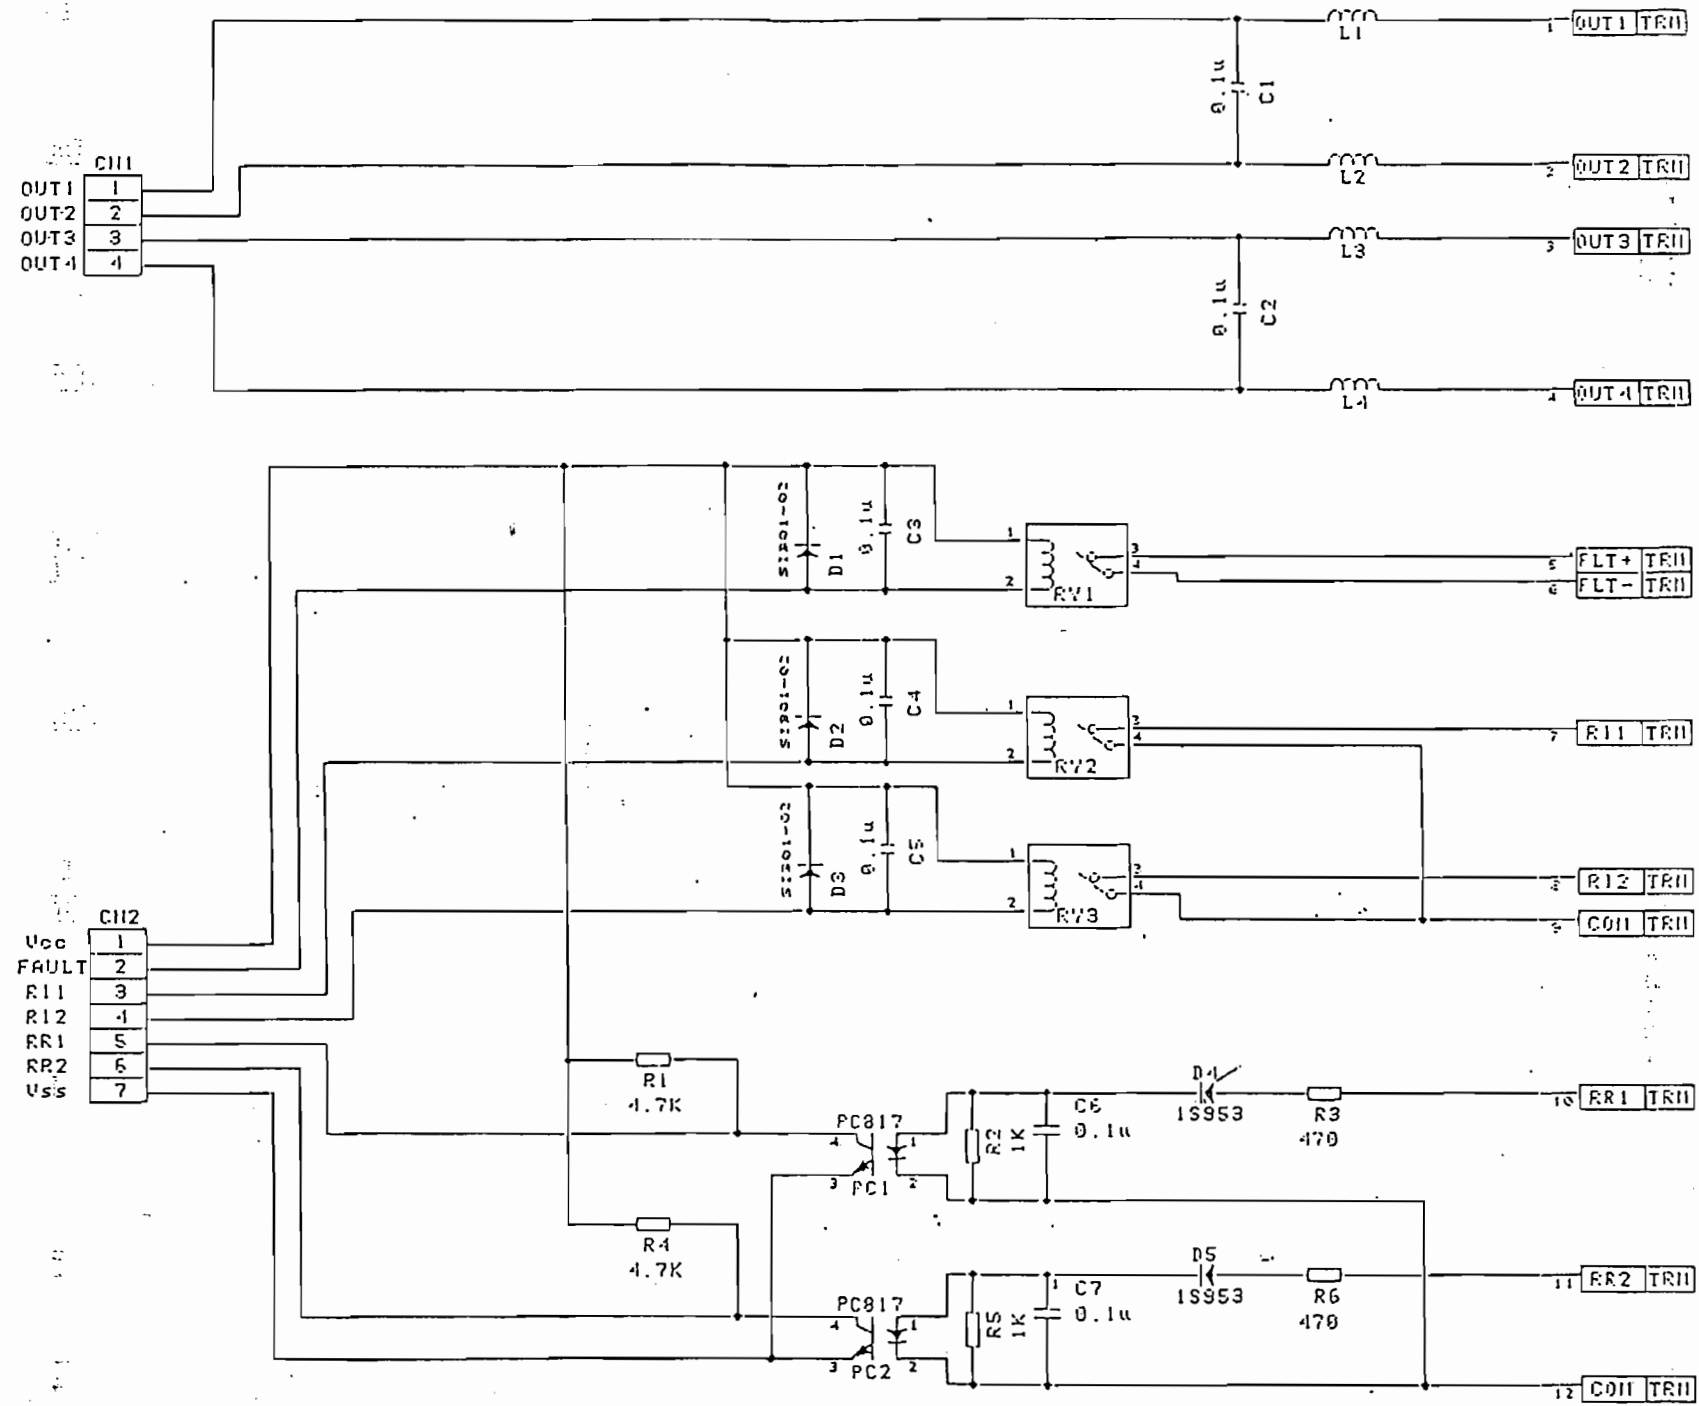 L1
1 OUT1 TRM
0.1u C1
CN1
OUT1 1
OUT2 2
OUT3 3
OUT4 4
L2
2 OUT2 TRM
L3
3 OUT3 TRM
0.1u C2
L4
4 OUT4 TRM
D1
0.1u C3
1
2
RY1
3
4
5 FLT+ TRM
6 FLT- TRM
D2
0.1u C4
1
2
RY2
3
4
7 RI1 TRM
D3
0.1u C5
1
2
RY3
3
4
8 RI2 TRM
9 COM TRM
CN2
Vcc 1
FAULT 2
RI1 3
RI2 4
RR1 5
RR2 6
Vss 7
R1
4.7K
PC817
4
3
1
2
PC1
R2 1K
C6
0.1u
D4
1S953
R3
470
10 RR1 TRM
R4
4.7K
PC817
4
3
1
2
PC2
R5 1K
1
C7
0.1u
D5
1S953
R6
470
11 RR2 TRM
12 COM TRM